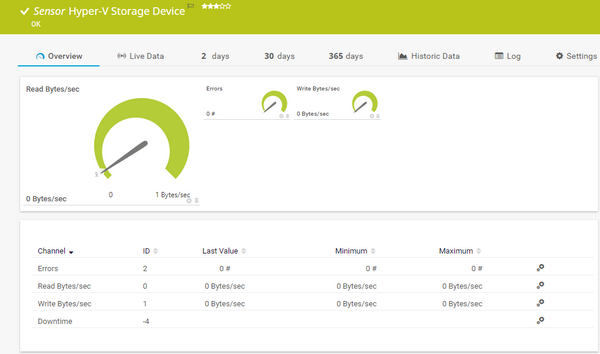 Sensor Hyper-V Storage Device
OK
Overview Live Data 2 days 30 days 365 days Historic Data Log Settings
Read Bytes/sec
0 1 Bytes/sec
0 Bytes/sec
Errors
0 #
Write Bytes/sec
0 Bytes/sec
Channel ID Last Value Minimum Maximum
Errors 2 0 # 0 # 0 #
Read Bytes/sec 0 0 Bytes/sec 0 Bytes/sec 0 Bytes/sec
Write Bytes/sec 1 0 Bytes/sec 0 Bytes/sec 0 Bytes/sec
Downtime -4